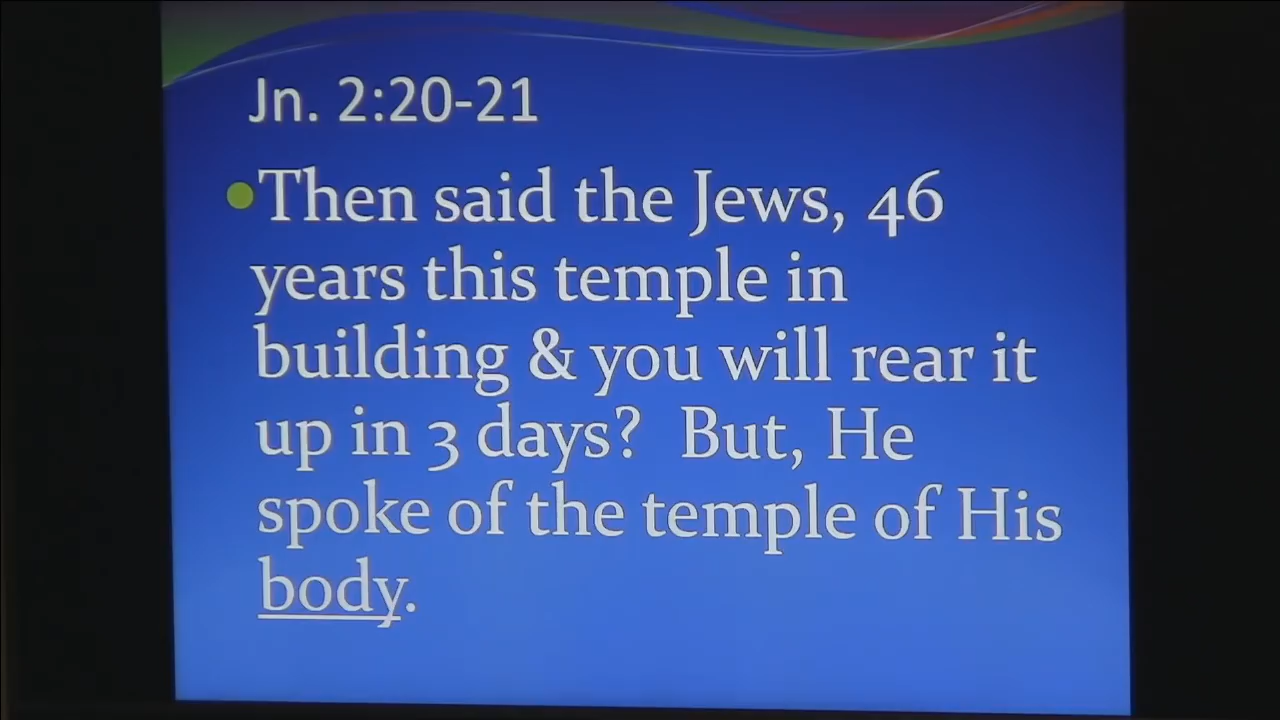 Jn. 2:20-21
•Then said the Jews, 46
years this temple in
building & you will rear it
up in 3 days?  But, He
spoke of the temple of His
body.